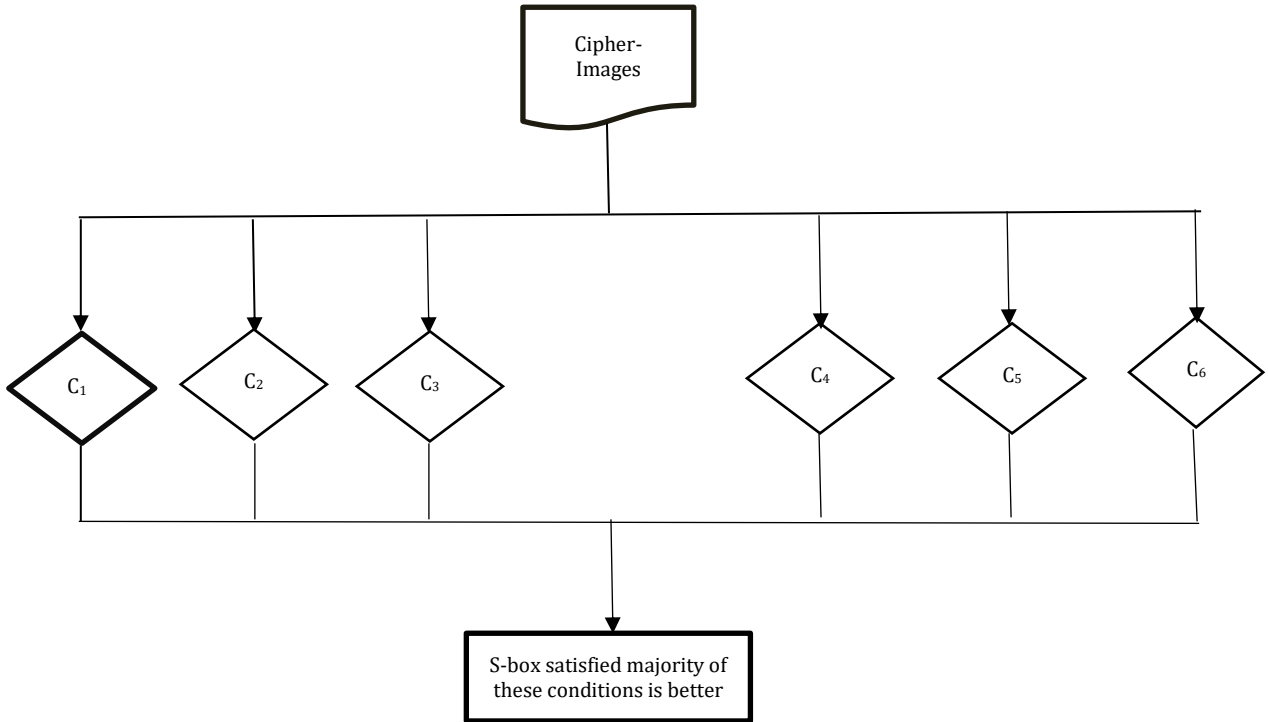 Cipher-
Images
C₁
C₂
C₃
C₄
C₅
C₆
S-box satisfied majority of
these conditions is better